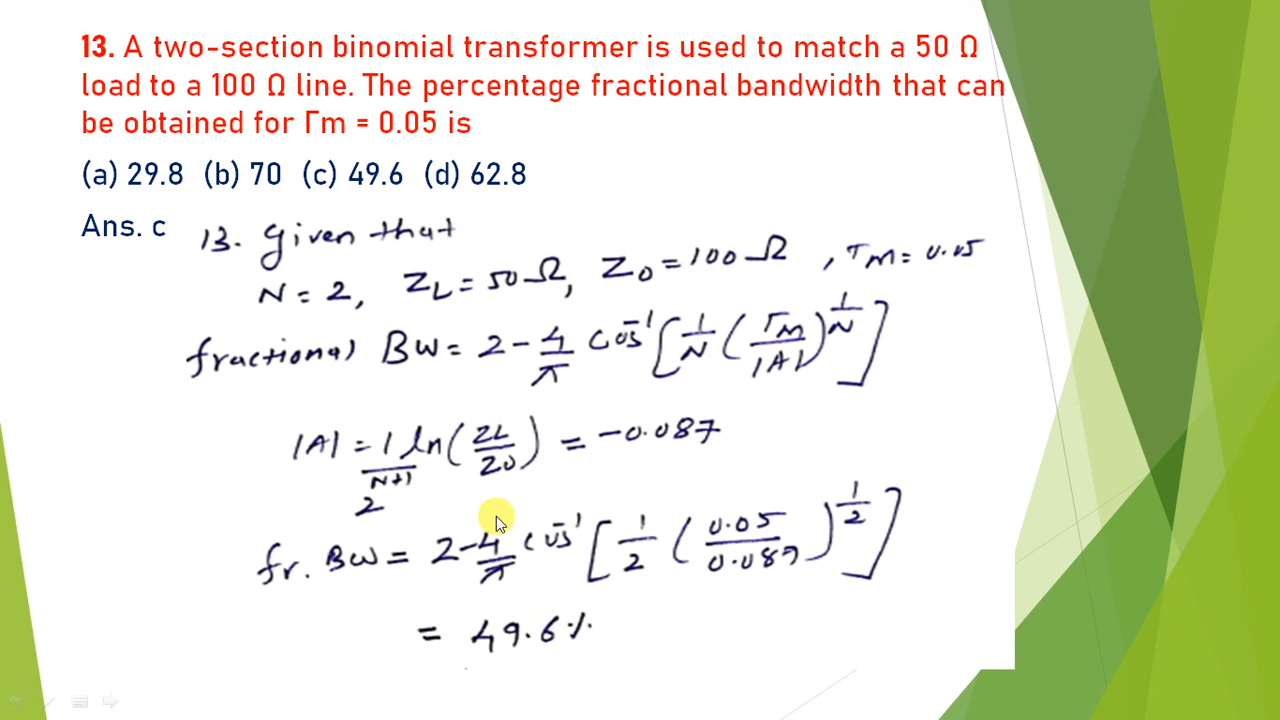 13. A two-section binomial transformer is used to match a 50 Ω
load to a 100 Ω line. The percentage fractional bandwidth that can
be obtained for Γm = 0.05 is
(a) 29.8 (b) 70 (c) 49.6 (d) 62.8
Ans. c
13. Given that
N = 2, ZL = 50 Ω, Z0 = 100 Ω, ΓM = 0.05
fractional BW = 2 - 4/π cos⁻¹ [ 1/N ( ΓM/|A| )^1/N ]
|A| = 1/2^(N+1) ln ( ZL/Z0 ) = -0.087
fr. BW = 2 - 4/π cos⁻¹ [ 1/2 ( 0.05/0.087 )^1/2 ]
= 49.6 %